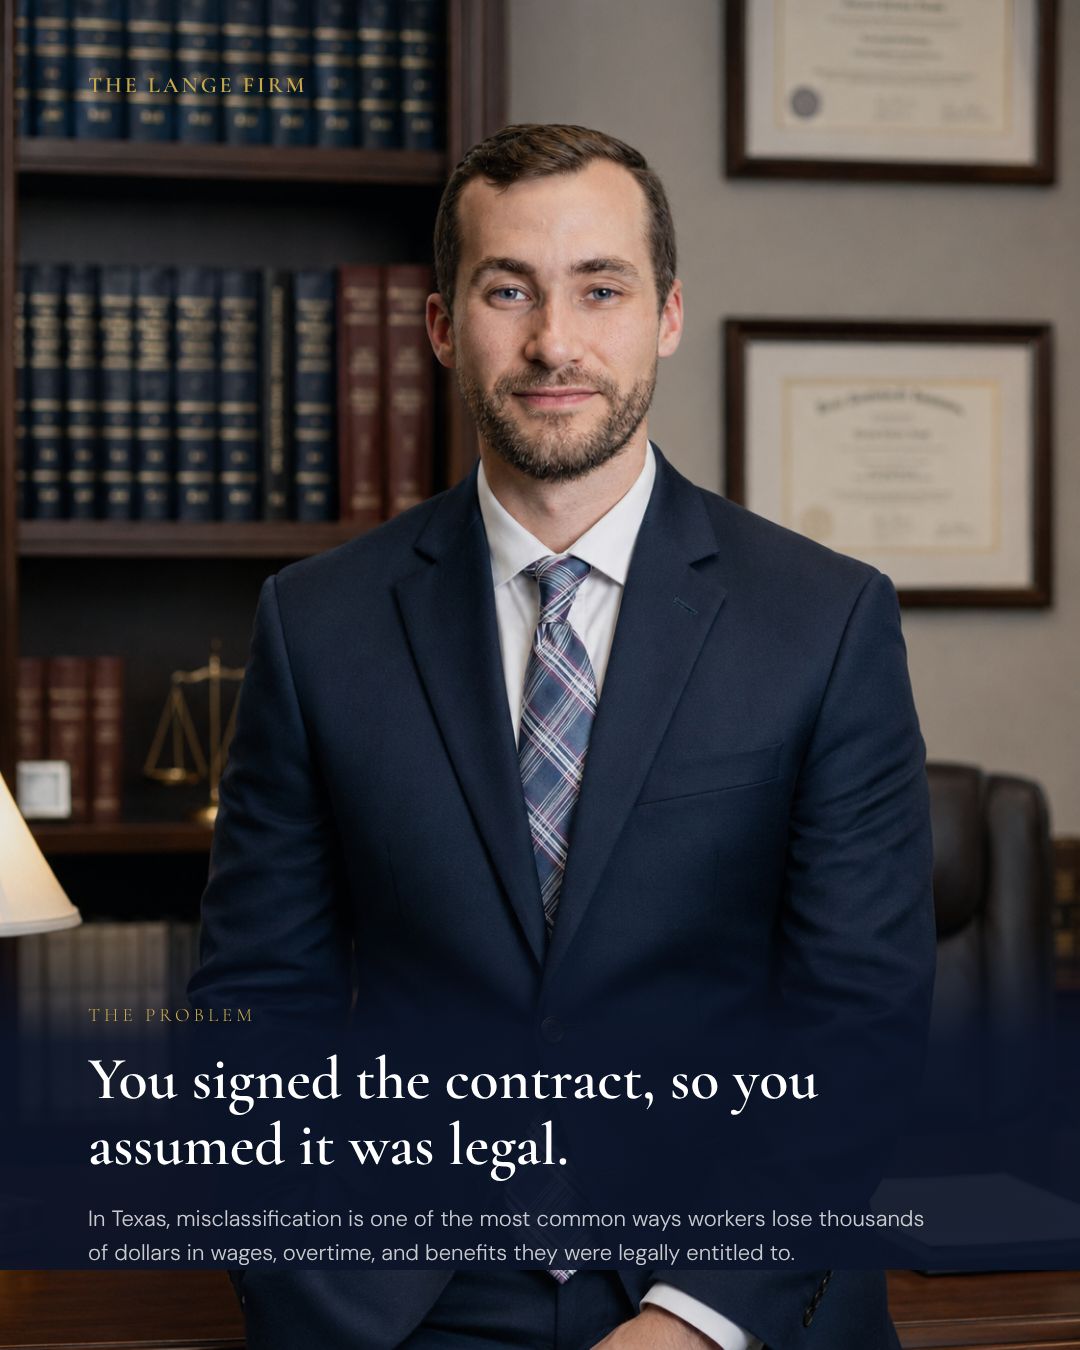 THE LANGE FIRM
THE PROBLEM
You signed the contract, so you
assumed it was legal.
In Texas, misclassification is one of the most common ways workers lose thousands
of dollars in wages, overtime, and benefits they were legally entitled to.